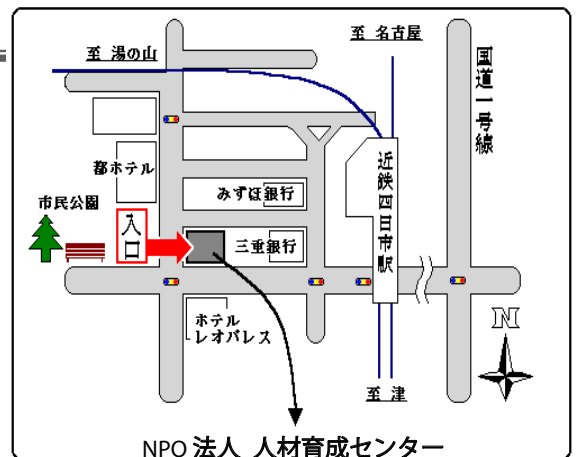 至 名古屋
至 湯の山
国道一号線
都ホテル
みずほ銀行
近鉄四日市駅
市民公園
入口
三重銀行
ホテル
レオパレス
N
至 津
NPO 法人 人材育成センター